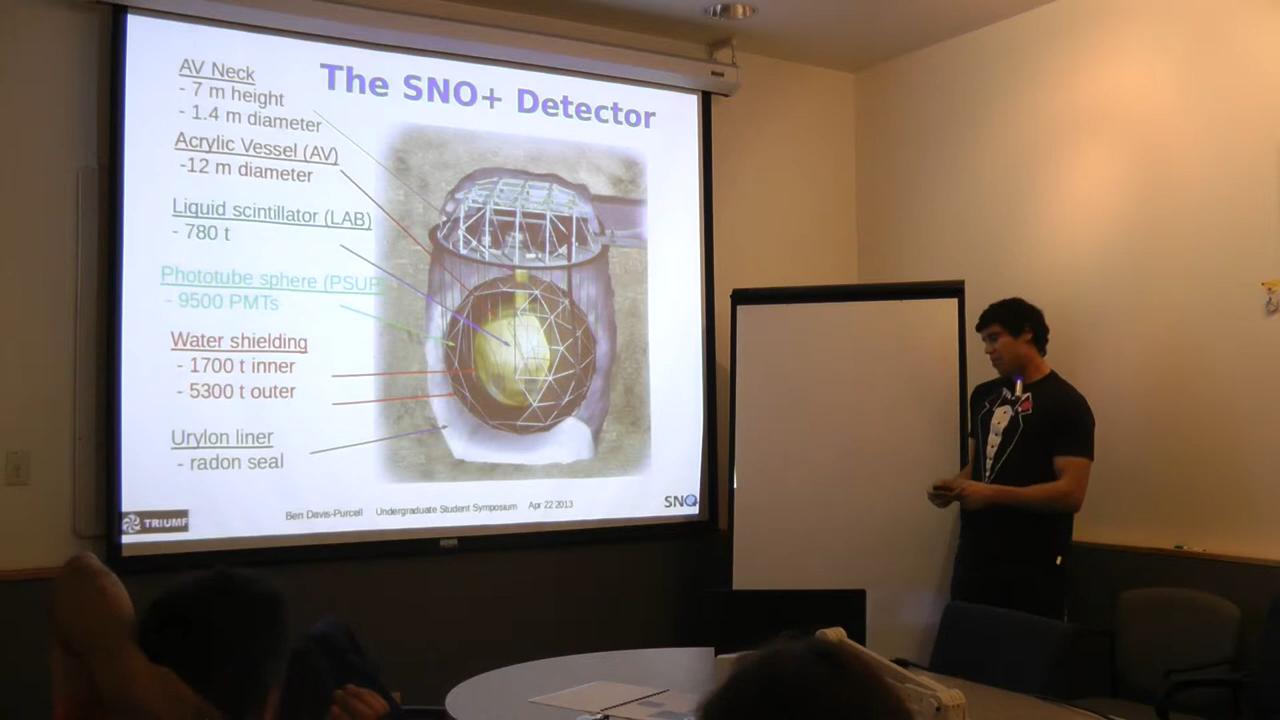 The SNO+ Detector
AV Neck
- 7 m height
- 1.4 m diameter
Acrylic Vessel (AV)
-12 m diameter
Liquid scintillator (LAB)
- 780 t
Phototube sphere (PSUP
- 9500 PMTs
Water shielding
- 1700 t inner
- 5300 t outer
Urylon liner
- radon seal
TRIUMF
Ben Davis-Purcell Undergraduate Student Symposium Apr 22 2013
SNO